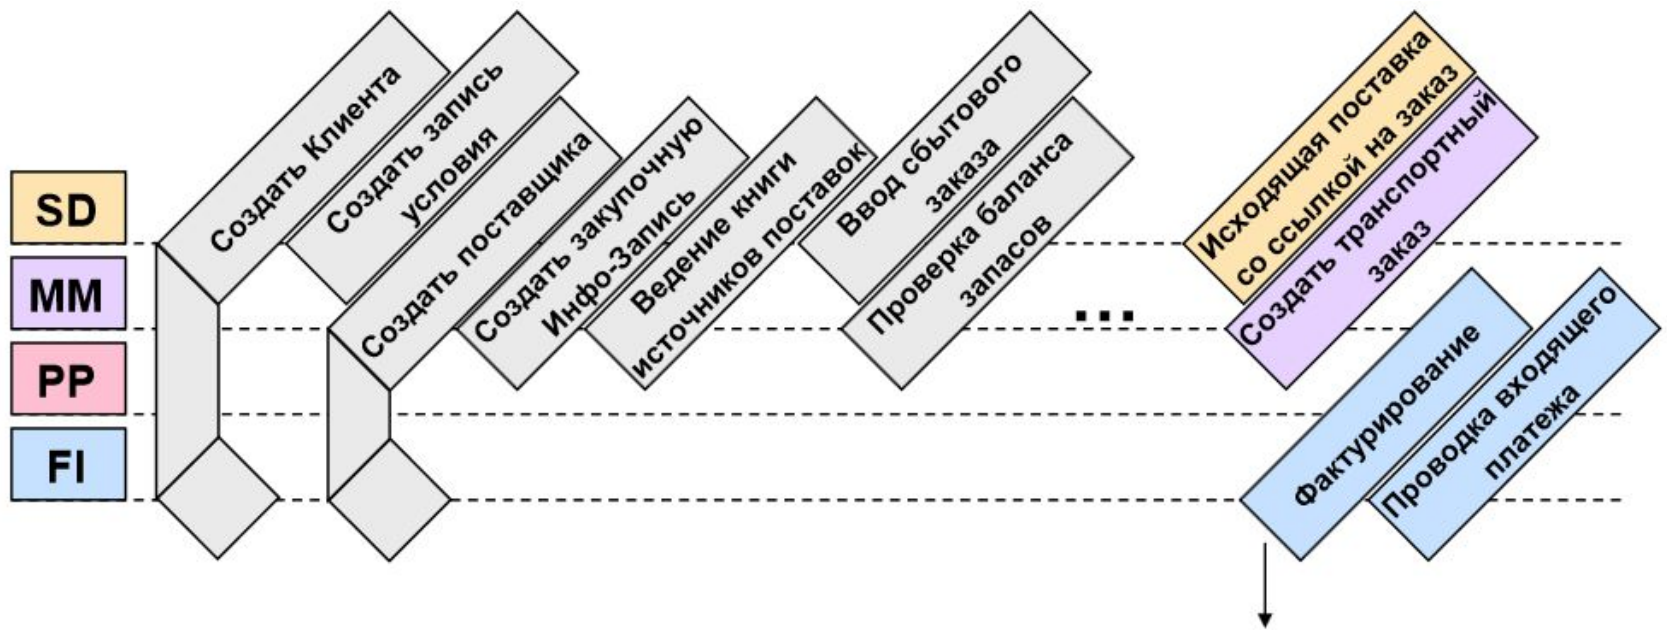 SD
MM
PP
FI
Создать Клиента
Создать запись
условия
Создать поставщика
Создать закупочную
Инфо-Запись
Ведение книги
источников поставок
Ввод сбытового
заказа
Проверка баланса
запасов
...
Исходящая поставка
со ссылкой на заказ
Создать транспортный
заказ
Фактурирование
Проводка входящего
платежа